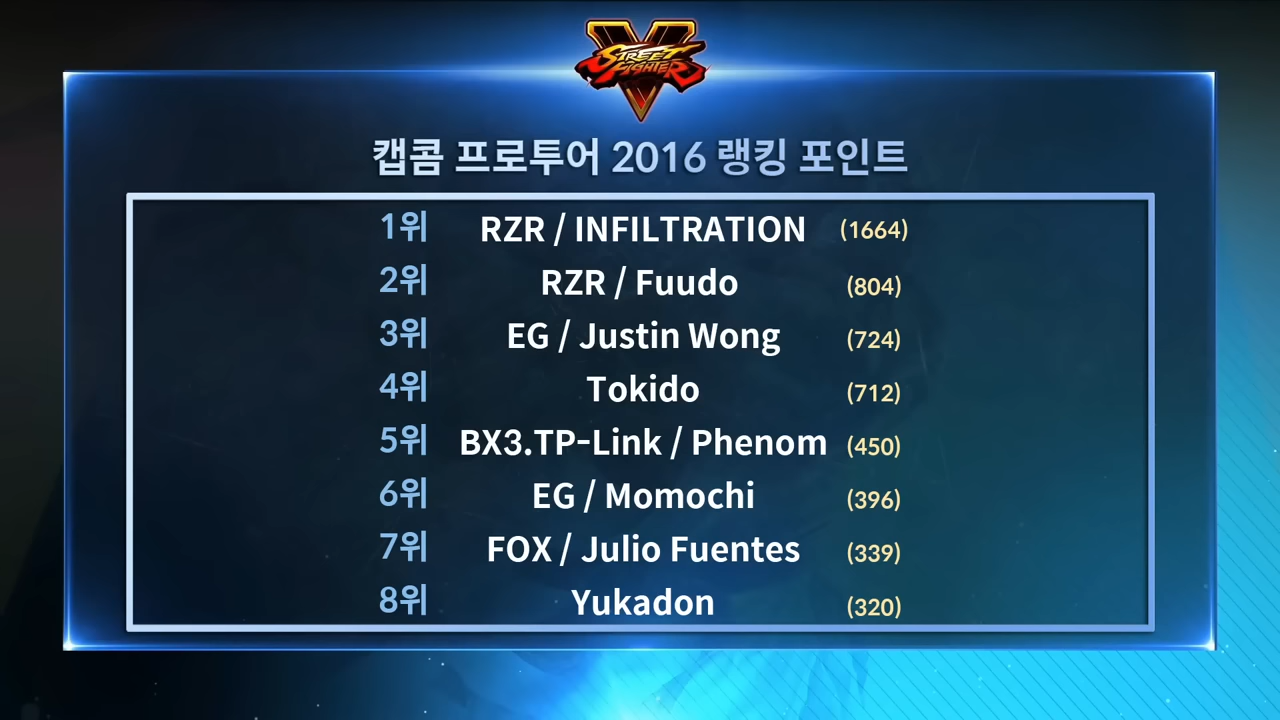 STREET
FIGHTER
캡콤 프로투어 2016 랭킹 포인트
1위 RZR / INFILTRATION (1664)
2위 RZR / Fuudo (804)
3위 EG / Justin Wong (724)
4위 Tokido (712)
5위 BX3.TP-Link / Phenom (450)
6위 EG / Momochi (396)
7위 FOX / Julio Fuentes (339)
8위 Yukadon (320)